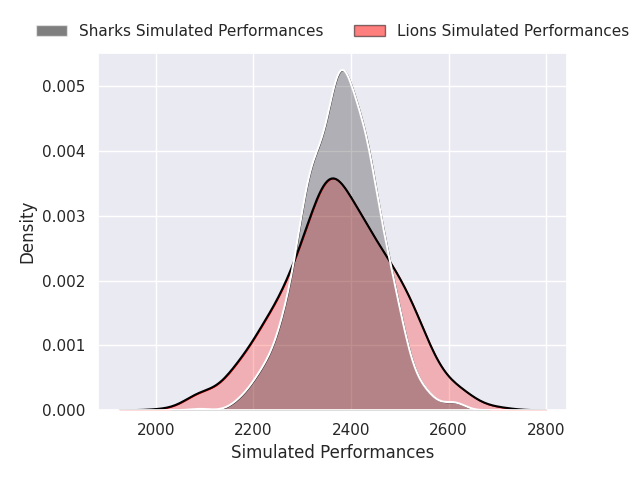 Sharks Simulated Performances Lions Simulated Performances
0.005
0.004
0.003
0.002
0.001
0.000
Density
2000 2200 2400 2600 2800
Simulated Performances